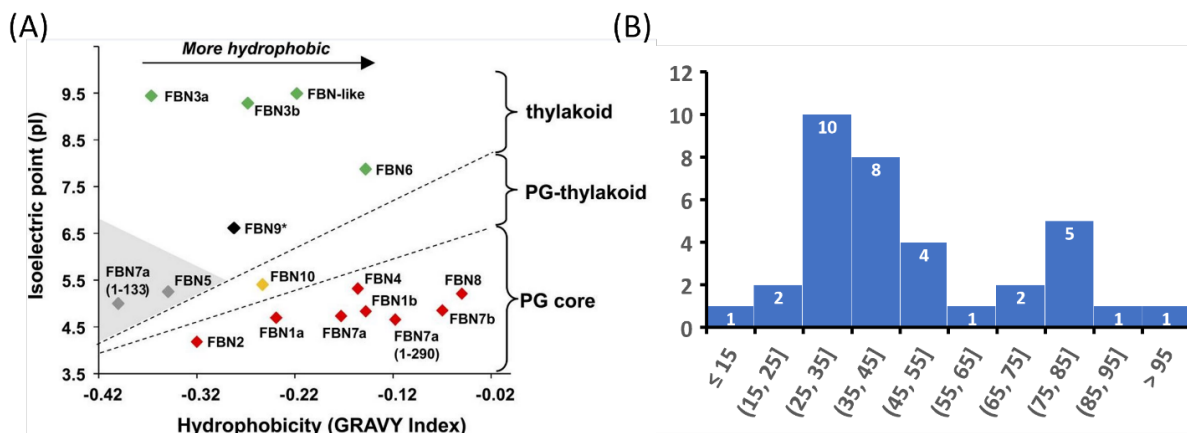 (A)
More hydrophobic
Isoelectric point (pI)
9.5
8.5
7.5
6.5
5.5
4.5
3.5
FBN3a
FBN3b
FBN-like
FBN6
FBN9*
FBN7a
(1-133)
FBN5
FBN10
FBN4
FBN8
FBN2
FBN1a
FBN7a
FBN1b
FBN7a
(1-290)
FBN7b
thylakoid
PG-thylakoid
PG core
-0.42
-0.32
-0.22
-0.12
-0.02
Hydrophobicity (GRAVY Index)
(B)
12
10
8
6
4
2
0
1
2
10
8
4
1
2
5
1
1
≤ 15
(15, 25]
(25, 35]
(35, 45]
(45, 55]
(55, 65]
(65, 75]
(75, 85]
(85, 95]
> 95